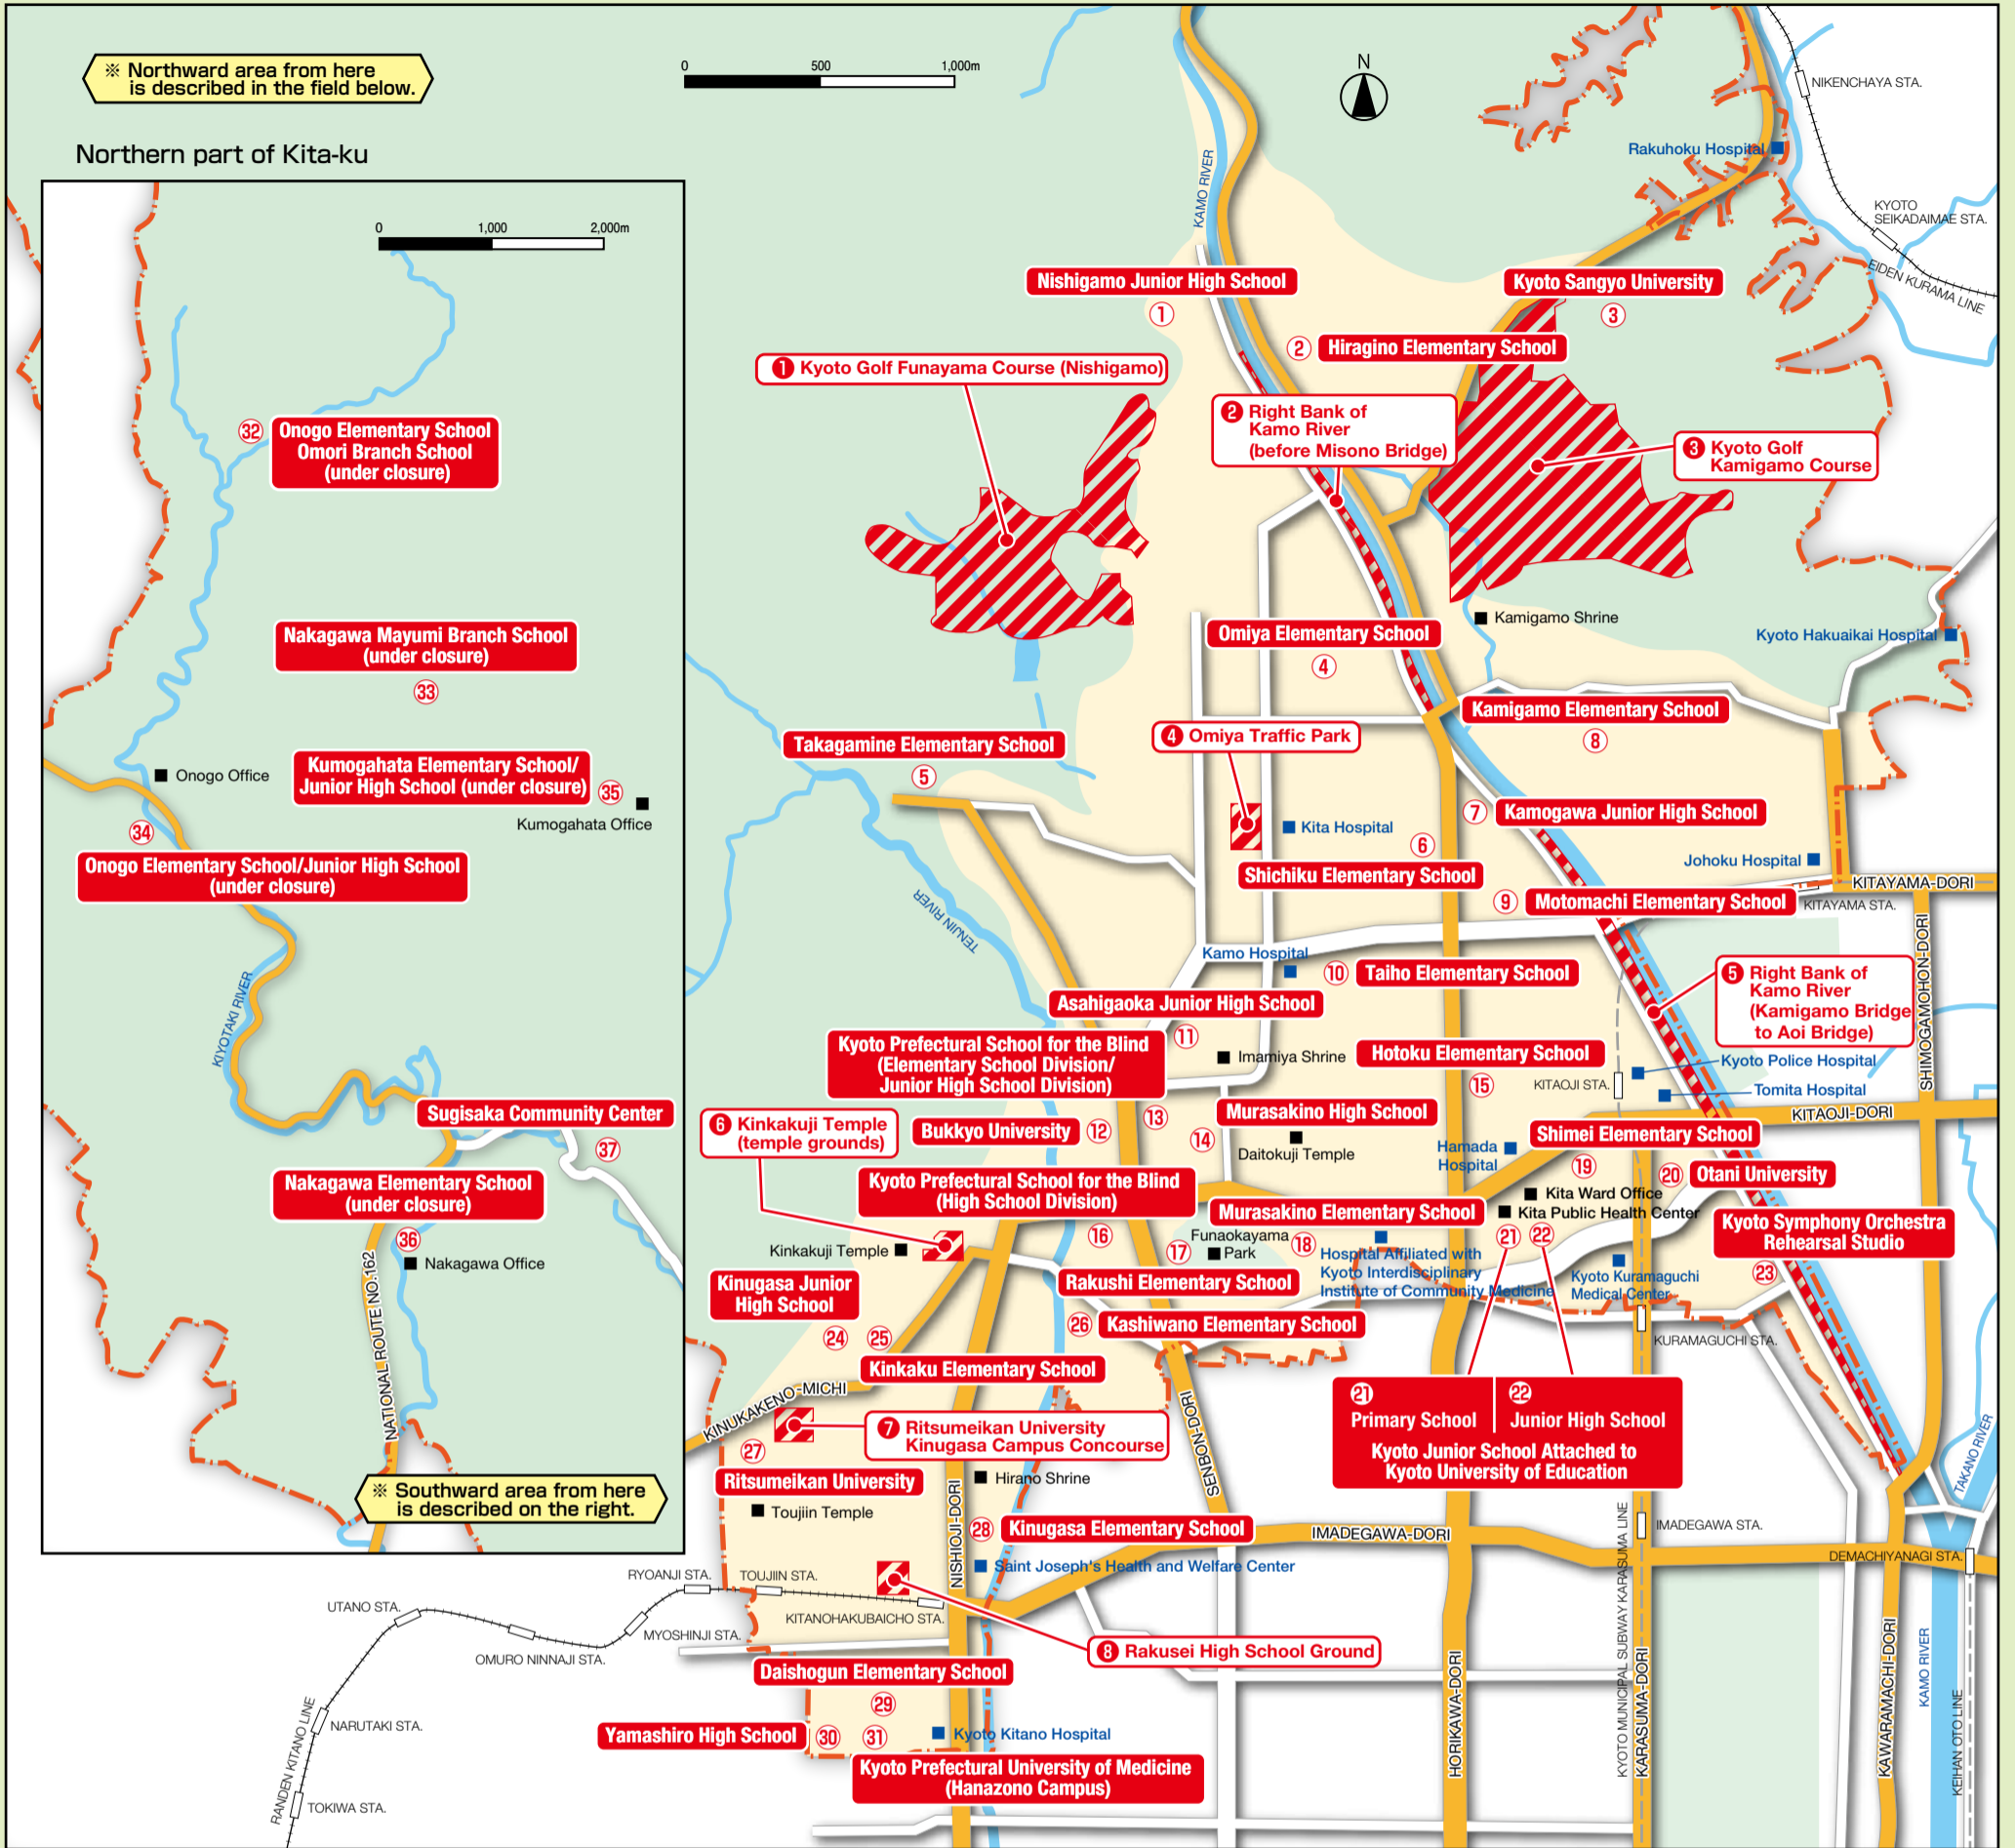 ※ Northward area from here
is described in the field below.
0 500 1,000m
N
Northern part of Kita-ku
0 1,000 2,000m
NIKENCHAYA STA.
Rakuhoku Hospital
KYOTO
SEIKADAIMAE STA.
EIDEN KURAMA LINE
KAMO RIVER
Nishigamo Junior High School
①
Kyoto Sangyo University
③
② Hiragino Elementary School
❶ Kyoto Golf Funayama Course (Nishigamo)
❷ Right Bank of
Kamo River
(before Misono Bridge)
❸ Kyoto Golf
Kamigamo Course
㉜ Onogo Elementary School
Omori Branch School
(under closure)
Nakagawa Mayumi Branch School
(under closure)
㉝
Kamigamo Shrine
Kyoto Hakuaikai Hospital
Omiya Elementary School
④
Kamigamo Elementary School
⑧
❹ Omiya Traffic Park
Takagamine Elementary School
⑤
Onogo Office
Kumogahata Elementary School/
Junior High School (under closure)
㉟
Kumogahata Office
㉞
Onogo Elementary School/Junior High School
(under closure)
⑦ Kamogawa Junior High School
Kita Hospital
⑥
Shichiku Elementary School
Johoku Hospital
KITAYAMA-DORI
KITAYAMA STA.
⑨ Motomachi Elementary School
SHIMOGAMOHON-DORI
TENJIN RIVER
Kamo Hospital
⑩ Taiho Elementary School
❺ Right Bank of
Kamo River
(Kamigamo Bridge
to Aoi Bridge)
Asahigaoka Junior High School
⑪
KIYOTAKI RIVER
Kyoto Prefectural School for the Blind
(Elementary School Division/
Junior High School Division)
⑬
Imamiya Shrine
Hotoku Elementary School
⑮
KITAOJI STA.
Kyoto Police Hospital
Tomita Hospital
KITAOJI-DORI
Sugisaka Community Center
㊲
❻ Kinkakuji Temple
(temple grounds)
Bukkyo University ⑫
Murasakino High School
⑭
Daitokuji Temple
Hamada
Hospital
Shimei Elementary School
⑲
⑳ Otani University
Nakagawa Elementary School
(under closure)
㊱
Nakagawa Office
Kyoto Prefectural School for the Blind
(High School Division)
⑯
Kita Ward Office
Kita Public Health Center
㉑ ㉒
Murasakino Elementary School
⑱
Kyoto Symphony Orchestra
Rehearsal Studio
㉓
Kinkakuji Temple
Funaokayama
Park
⑰
Rakushi Elementary School
Hospital Affiliated with
Kyoto Interdisciplinary
Institute of Community Medicine
Kyoto Kuramaguchi
Medical Center
KURAMAGUCHI STA.
Kinugasa Junior
High School
㉔ ㉕
Kinkaku Elementary School
㉖ Kashiwano Elementary School
NATIONAL ROUTE NO.162
KINUKAKENO-MICHI
SENBON-DORI
㉑
Primary School
㉒
Junior High School
Kyoto Junior School Attached to
Kyoto University of Education
❼ Ritsumeikan University
Kinugasa Campus Concourse
㉗
Ritsumeikan University
Toujiin Temple
Hirano Shrine
TAKANO RIVER
※ Southward area from here
is described on the right.
NISHIOJI-DORI
㉘ Kinugasa Elementary School
Saint Joseph's Health and Welfare Center
IMADEGAWA-DORI
IMADEGAWA STA.
DEMACHIYANAGI STA.
RYOANJI STA.
TOUJIIN STA.
KITANOHAKUBAICHO STA.
UTANO STA.
MYOSHINJI STA.
OMURO NINNAJI STA.
❽ Rakusei High School Ground
Daishogun Elementary School
㉙
RANDEN KITANO LINE
NARUTAKI STA.
TOKIWA STA.
Yamashiro High School ㉚ ㉛
Kyoto Kitano Hospital
Kyoto Prefectural University of Medicine
(Hanazono Campus)
HORIKAWA-DORI
KYOTO MUNICIPAL SUBWAY KARASUMA LINE
KARASUMA-DORI
KAWARAMACHI-DORI
KAMO RIVER
KEIHAN OTO LINE